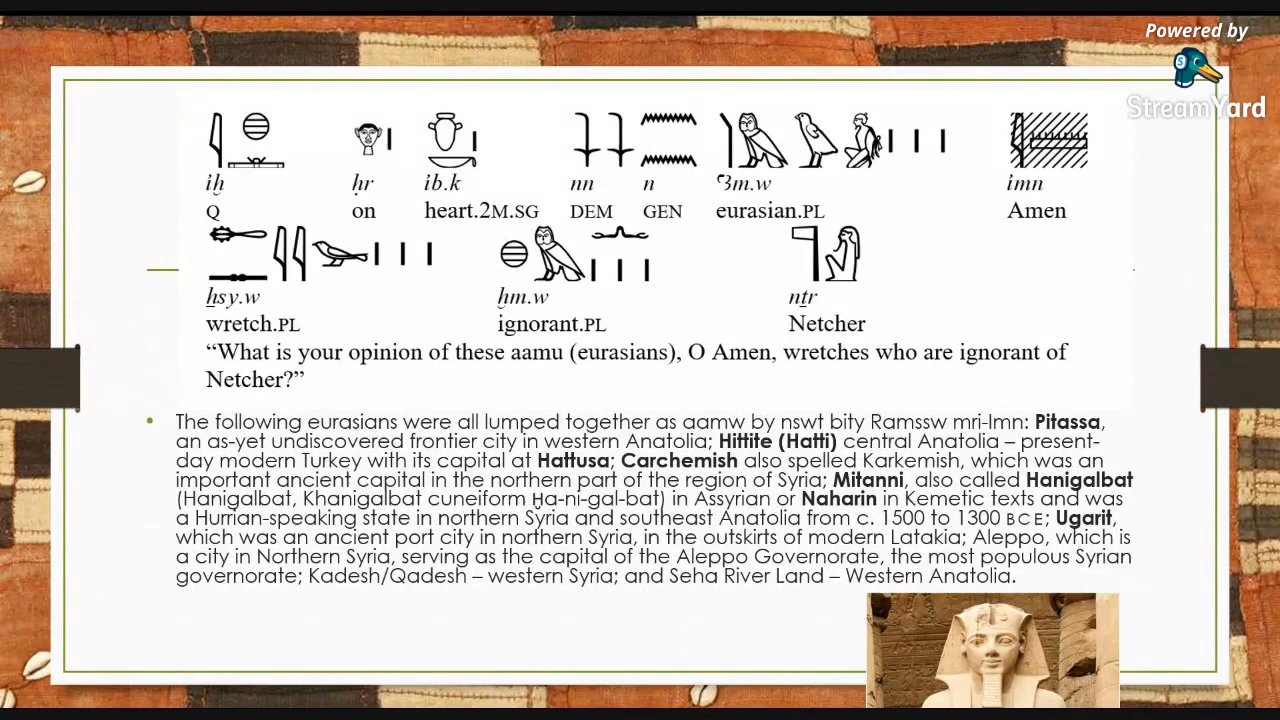 Powered by
StreamYard
iḫ ḥr ib.k nn n ꜥꜣm.w imn
Q on heart.2M.SG DEM GEN eurasian.PL Amen
ẖsy.w ḫm.w nṯr
wretch.PL ignorant.PL Netcher
“What is your opinion of these aamu (eurasians), O Amen, wretches who are ignorant of
Netcher?”
• The following eurasians were all lumped together as aamw by nswt bity Ramssw mri-Imn: Pitassa,
an as-yet undiscovered frontier city in western Anatolia; Hittite (Hatti) central Anatolia – present-
day modern Turkey with its capital at Hattusa; Carchemish also spelled Karkemish, which was an
important ancient capital in the northern part of the region of Syria; Mitanni, also called Hanigalbat
(Hanigalbat, Khanigalbat cuneiform Ḫa-ni-gal-bat) in Assyrian or Naharin in Kemetic texts and was
a Hurrian-speaking state in northern Syria and southeast Anatolia from c. 1500 to 1300 BCE; Ugarit,
which was an ancient port city in northern Syria, in the outskirts of modern Latakia; Aleppo, which is
a city in Northern Syria, serving as the capital of the Aleppo Governorate, the most populous Syrian
governorate; Kadesh/Qadesh – western Syria; and Seha River Land – Western Anatolia.